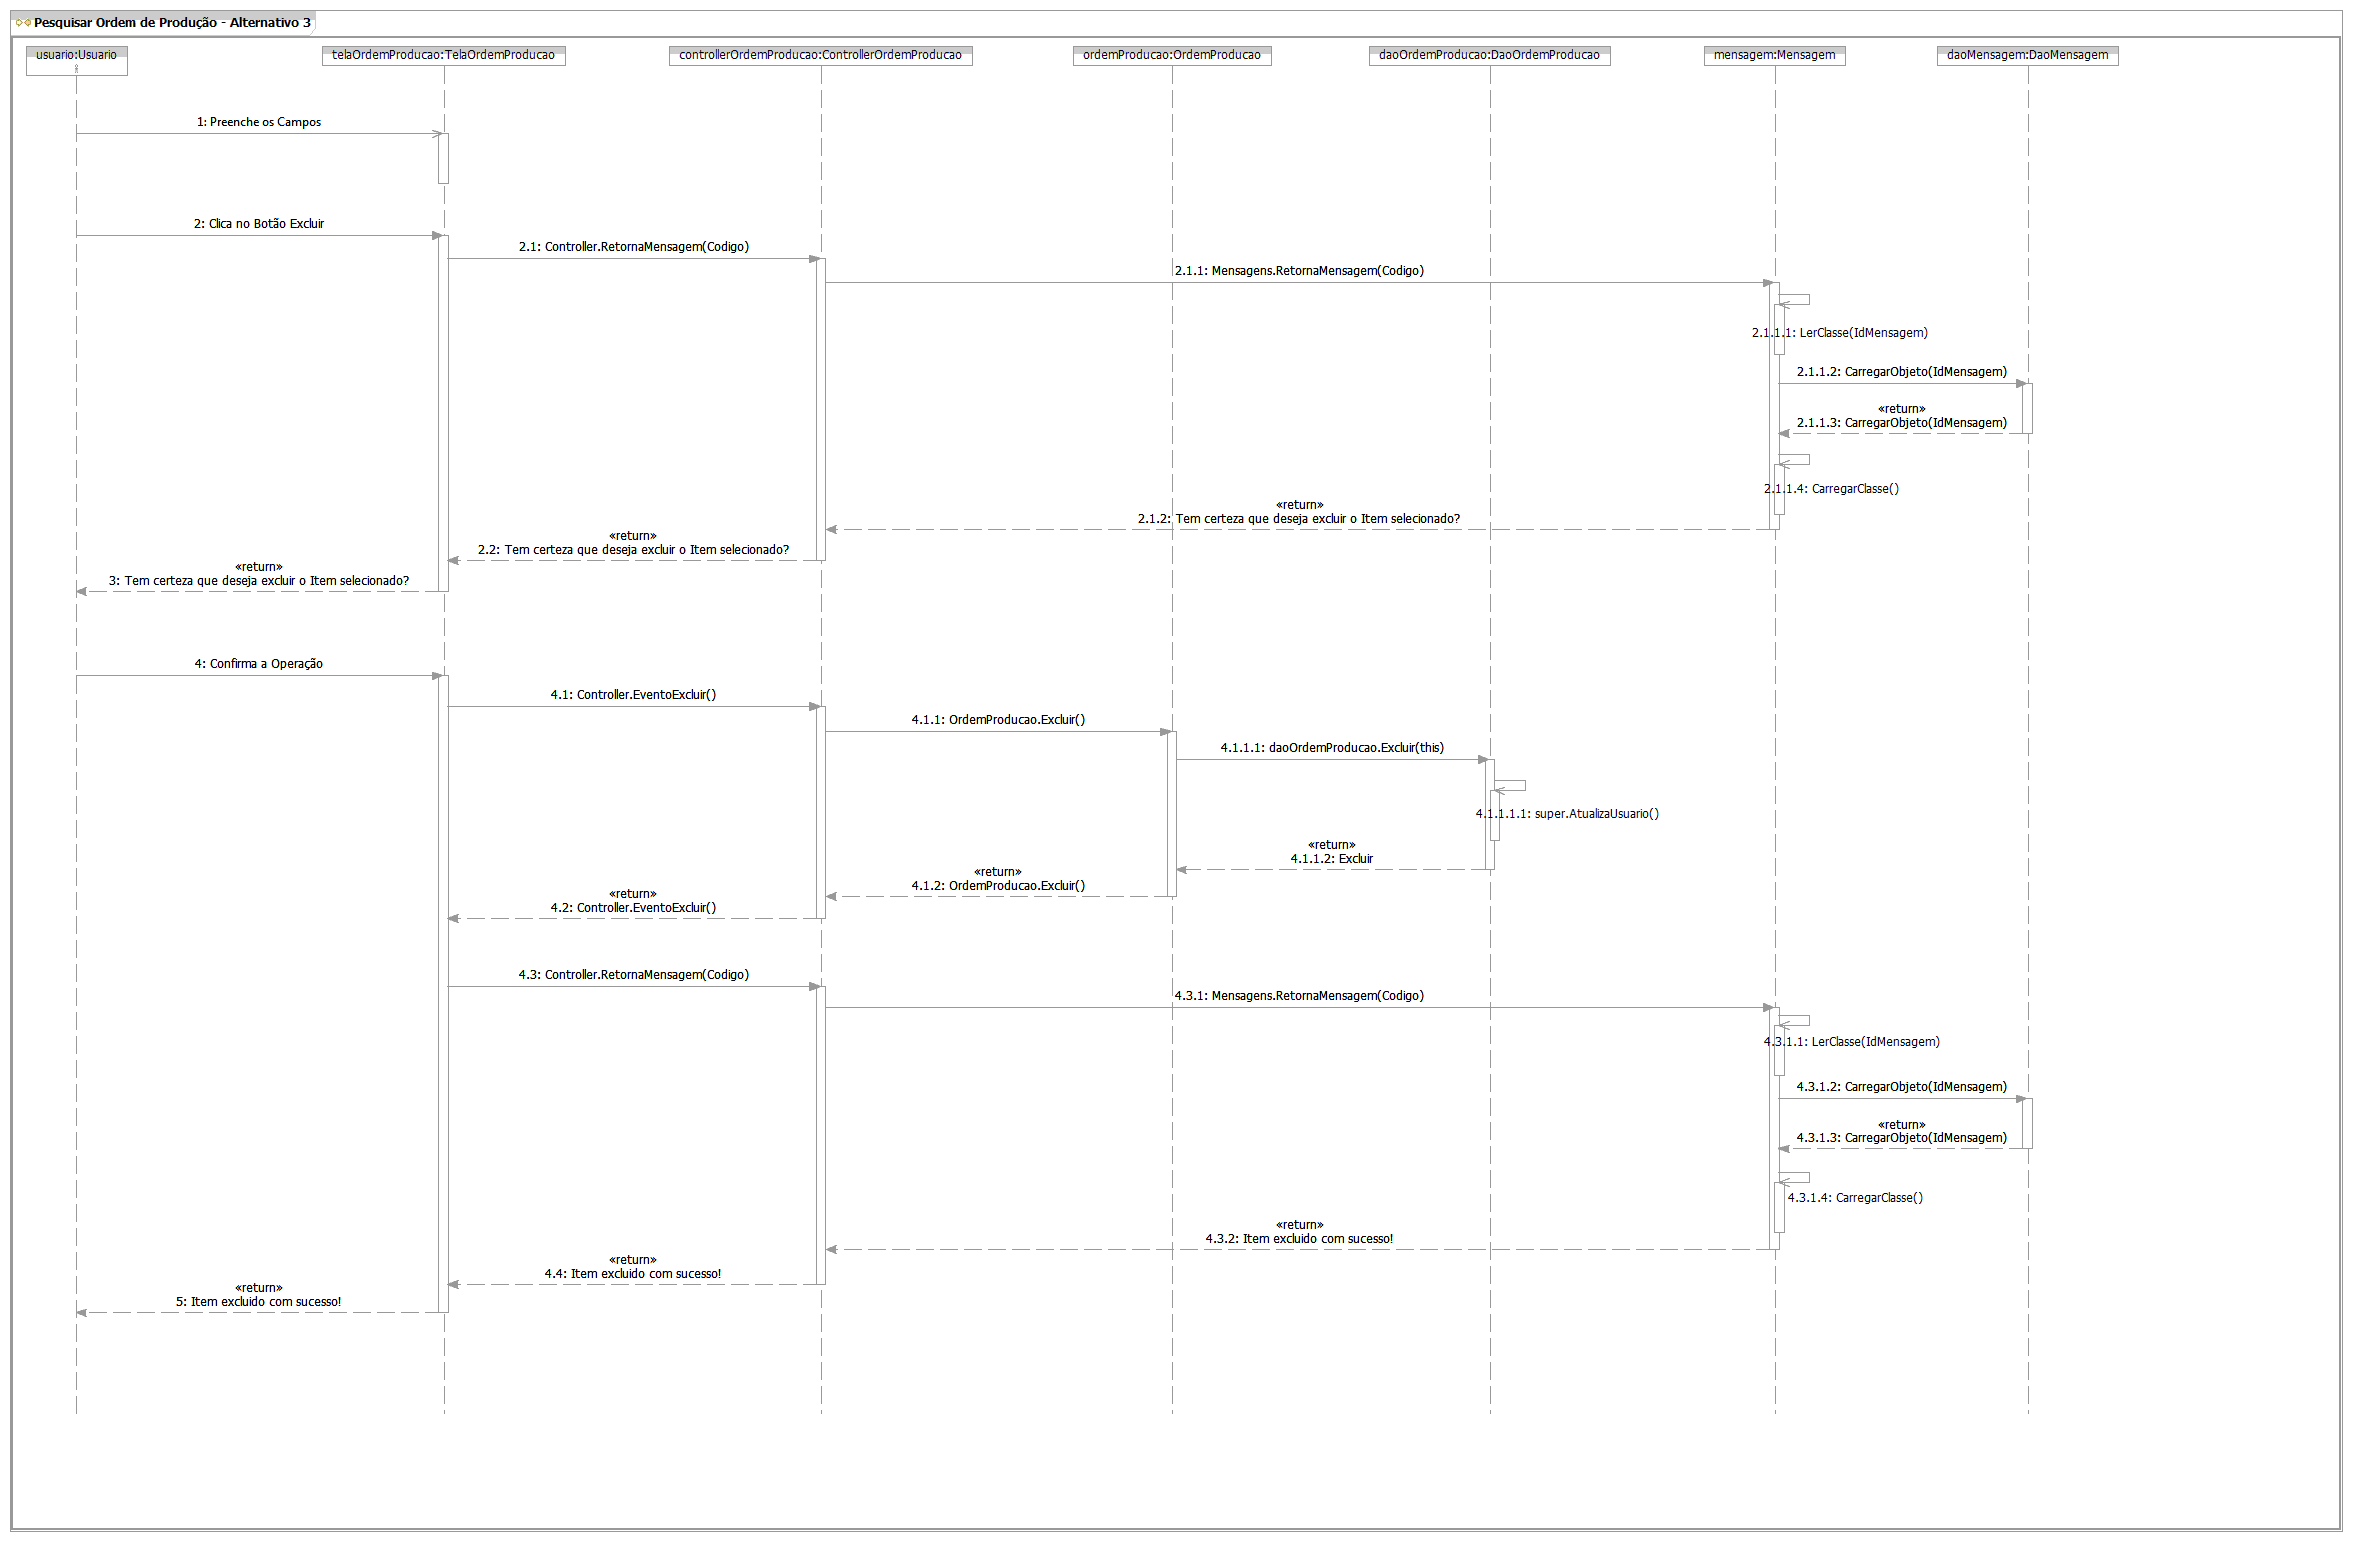 Pesquisar Ordem de Produção - Alternativo 3
usuario:Usuario
telaOrdemProducao:TelaOrdemProducao
controllerOrdemProducao:ControllerOrdemProducao
ordemProducao:OrdemProducao
daoOrdemProducao:DaoOrdemProducao
mensagem:Mensagem
daoMensagem:DaoMensagem
1: Preenche os Campos
2: Clica no Botão Excluir
2.1: Controller.RetornaMensagem(Codigo)
2.1.1: Mensagens.RetornaMensagem(Codigo)
2.1.1.1: LerClasse(IdMensagem)
2.1.1.2: CarregarObjeto(IdMensagem)
«return»
2.1.1.3: CarregarObjeto(IdMensagem)
2.1.1.4: CarregarClasse()
«return»
2.1.2: Tem certeza que deseja excluir o Item selecionado?
«return»
2.2: Tem certeza que deseja excluir o Item selecionado?
«return»
3: Tem certeza que deseja excluir o Item selecionado?
4: Confirma a Operação
4.1: Controller.EventoExcluir()
4.1.1: OrdemProducao.Excluir()
4.1.1.1: daoOrdemProducao.Excluir(this)
4.1.1.1.1: super.AtualizaUsuario()
«return»
4.1.1.2: Excluir
«return»
4.1.2: OrdemProducao.Excluir()
«return»
4.2: Controller.EventoExcluir()
4.3: Controller.RetornaMensagem(Codigo)
4.3.1: Mensagens.RetornaMensagem(Codigo)
4.3.1.1: LerClasse(IdMensagem)
4.3.1.2: CarregarObjeto(IdMensagem)
«return»
4.3.1.3: CarregarObjeto(IdMensagem)
4.3.1.4: CarregarClasse()
«return»
4.3.2: Item excluido com sucesso!
«return»
4.4: Item excluido com sucesso!
«return»
5: Item excluido com sucesso!